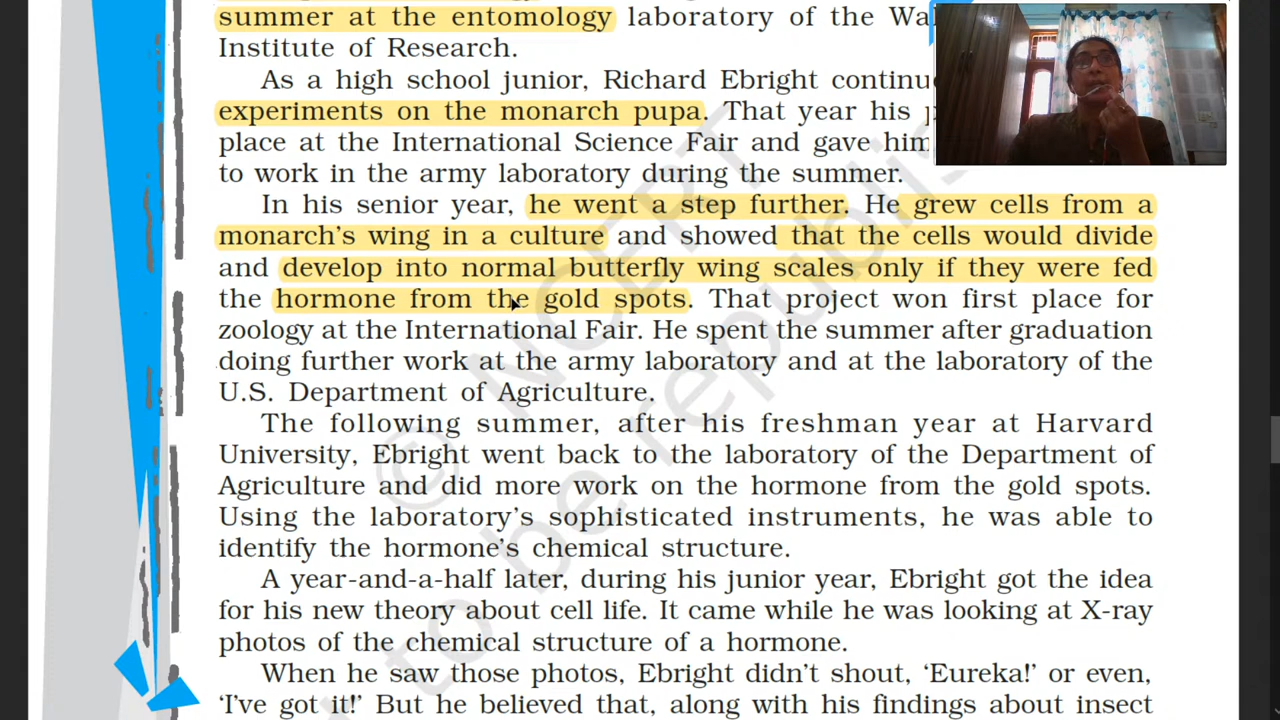 summer at the entomology laboratory of the
Institute of Research.
As a high school junior, Richard Ebright
experiments on the monarch pupa. That year his
place at the International Science Fair and gave him
to work in the army laboratory during the summer.
In his senior year, he went a step further. He grew cells from a
monarch's wing in a culture and showed that the cells would divide
and develop into normal butterfly wing scales only if they were fed
the hormone from the gold spots. That project won first place for
zoology at the International Fair. He spent the summer after graduation
doing further work at the army laboratory and at the laboratory of the
U.S. Department of Agriculture.
The following summer, after his freshman year at Harvard
University, Ebright went back to the laboratory of the Department of
Agriculture and did more work on the hormone from the gold spots.
Using the laboratory's sophisticated instruments, he was able to
identify the hormone's chemical structure.
A year-and-a-half later, during his junior year, Ebright got the idea
for his new theory about cell life. It came while he was looking at X-ray
photos of the chemical structure of a hormone.
When he saw those photos, Ebright didn't shout, 'Eureka!' or even,
'I've got it!' But he believed that, along with his findings about insect
© NCERT
not to be republished